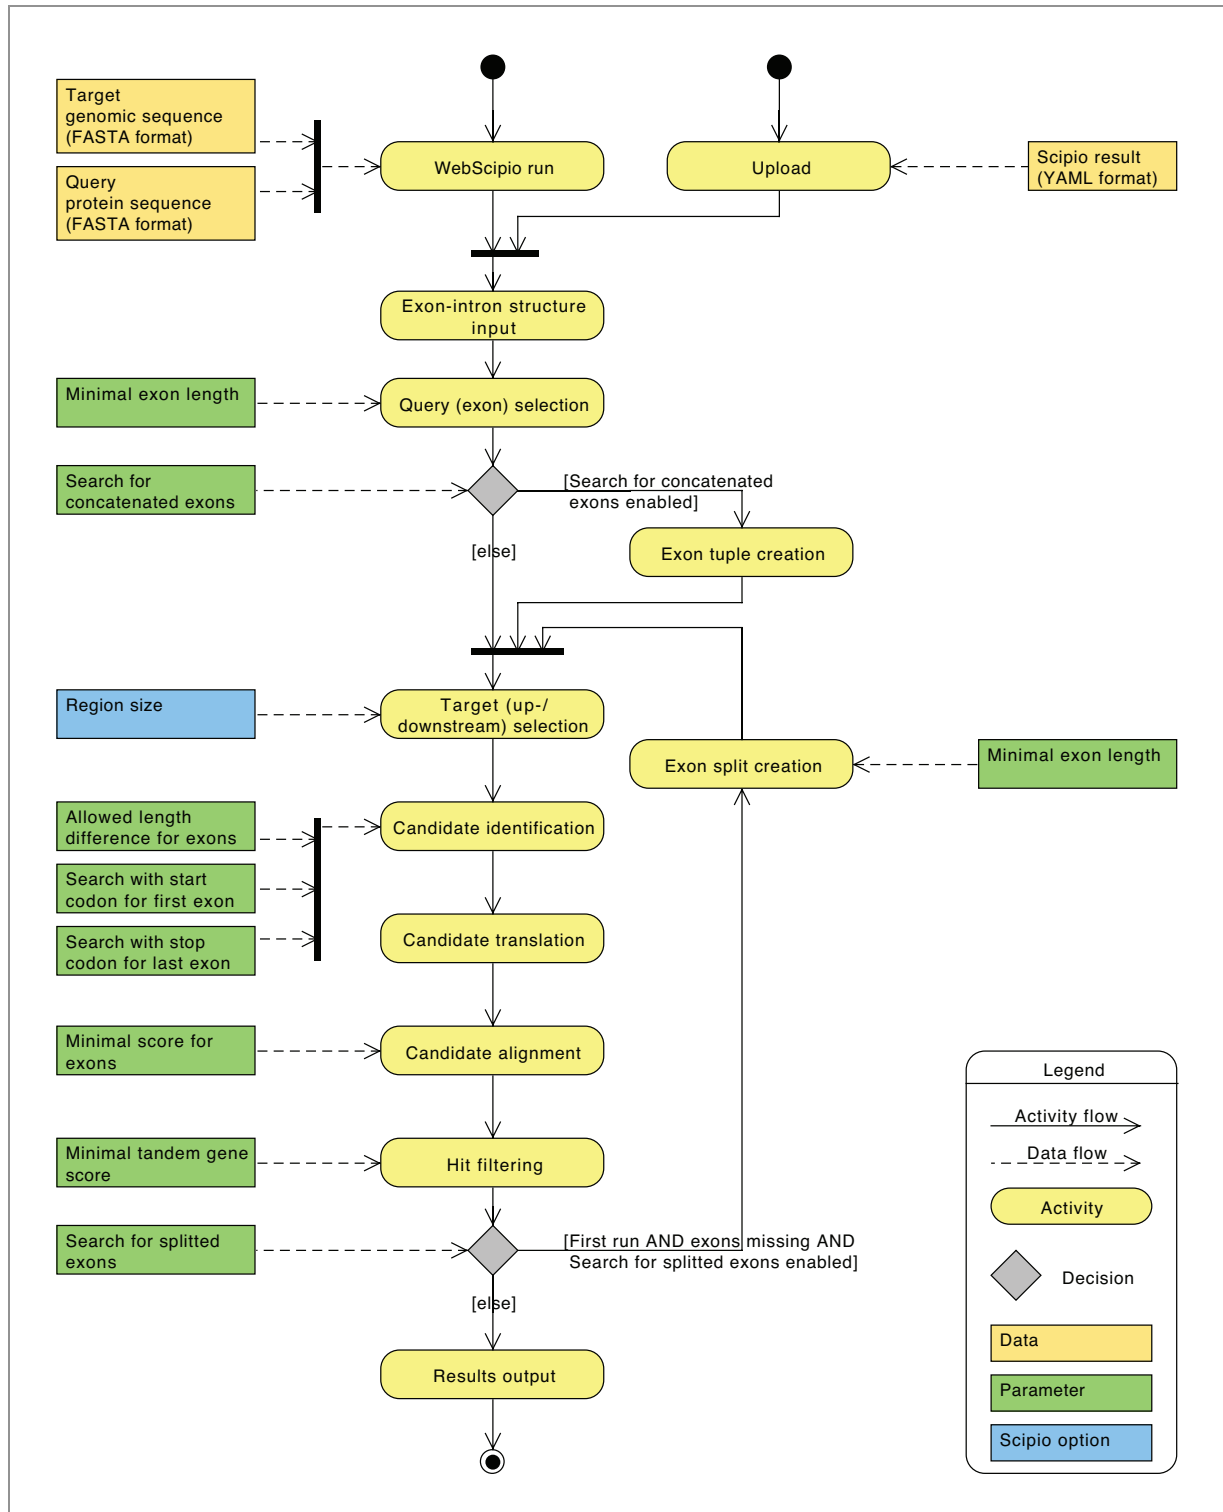 Target
genomic sequence
(FASTA format)
Query
protein sequence
(FASTA format)
WebScipio run
Upload
Scipio result
(YAML format)
Exon-intron structure
input
Minimal exon length
Query (exon) selection
Search for
concatenated exons
[Search for concatenated
exons enabled]
[else]
Exon tuple creation
Region size
Target (up-/
downstream) selection
Exon split creation
Minimal exon length
Allowed length
difference for exons
Candidate identification
Search with start
codon for first exon
Search with stop
codon for last exon
Candidate translation
Minimal score for
exons
Candidate alignment
Minimal tandem gene
score
Hit filtering
Search for splitted
exons
[First run AND exons missing AND
Search for splitted exons enabled]
[else]
Results output
Legend
Activity flow
Data flow
Activity
Decision
Data
Parameter
Scipio option